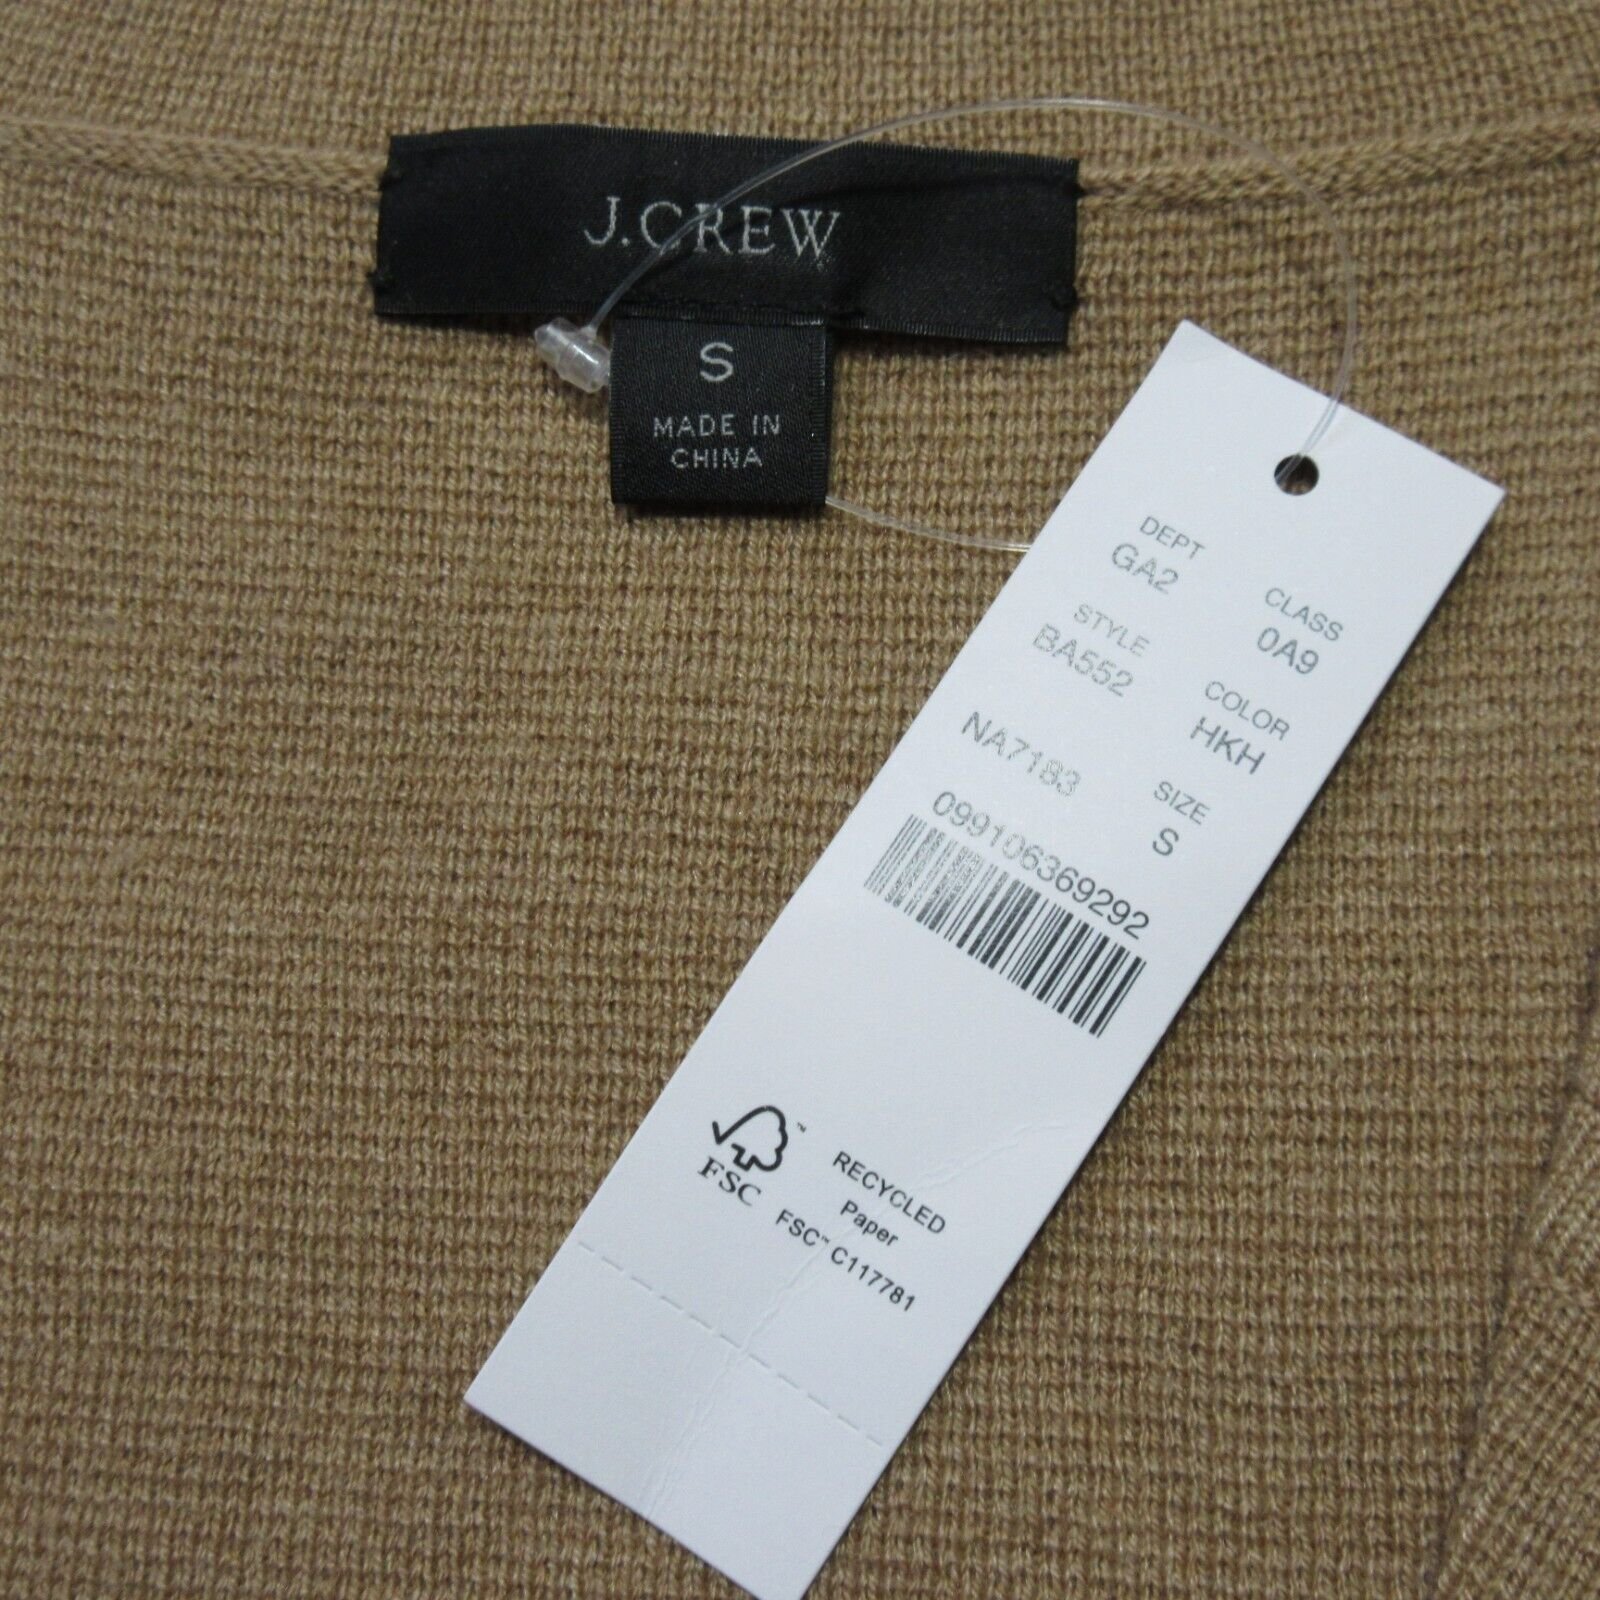 J.CREW
S
MADE IN
CHINA
DEPT CLASS
GA2 0A9
STYLE COLOR
BA552 HKH
NA7183 SIZE
S
099106369292
FSC
RECYCLED
Paper
FSC™ C117781